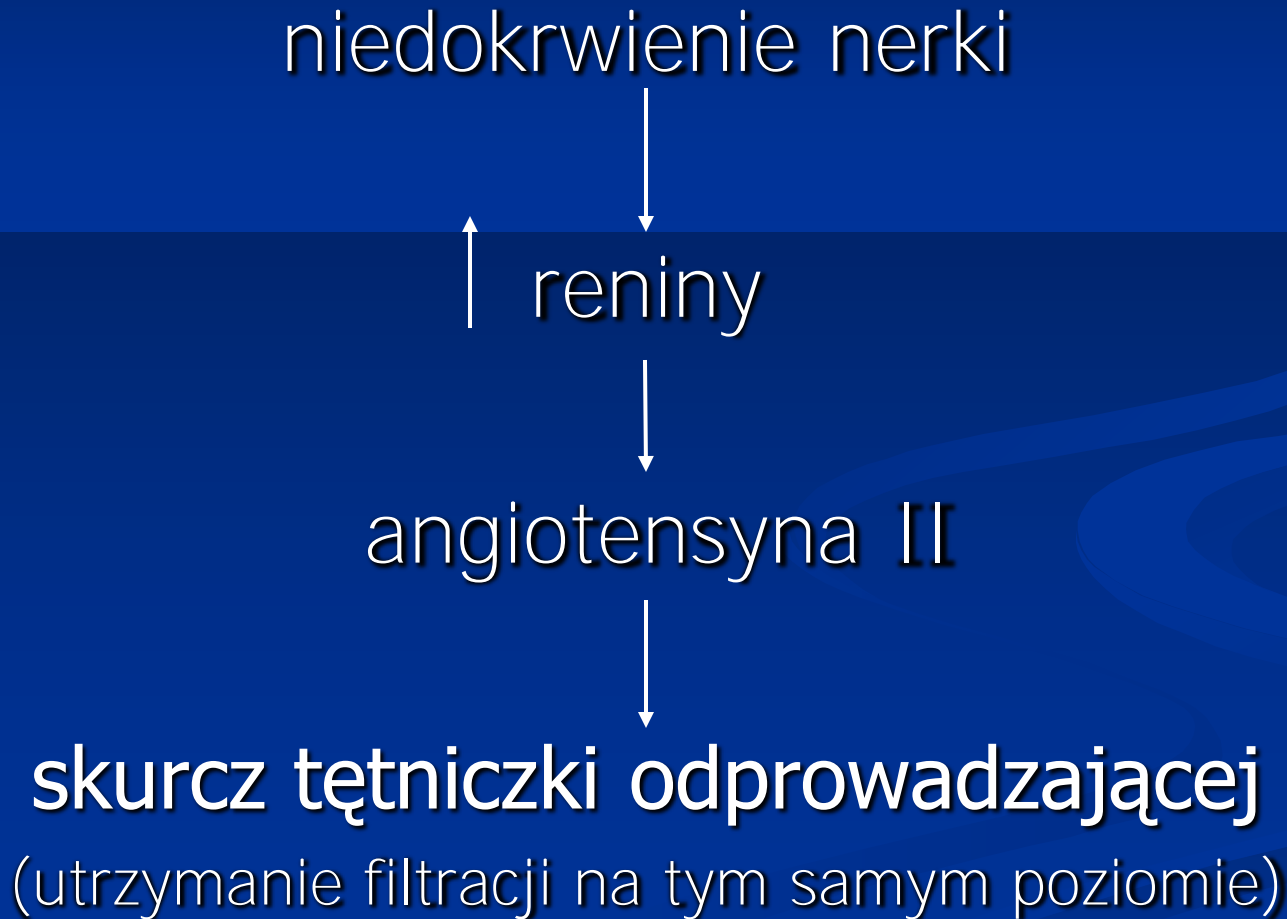 niedokrwienie nerki
reniny
angiotensyna II
skurcz tętniczki odprowadzającej
(utrzymanie filtracji na tym samym poziomie)